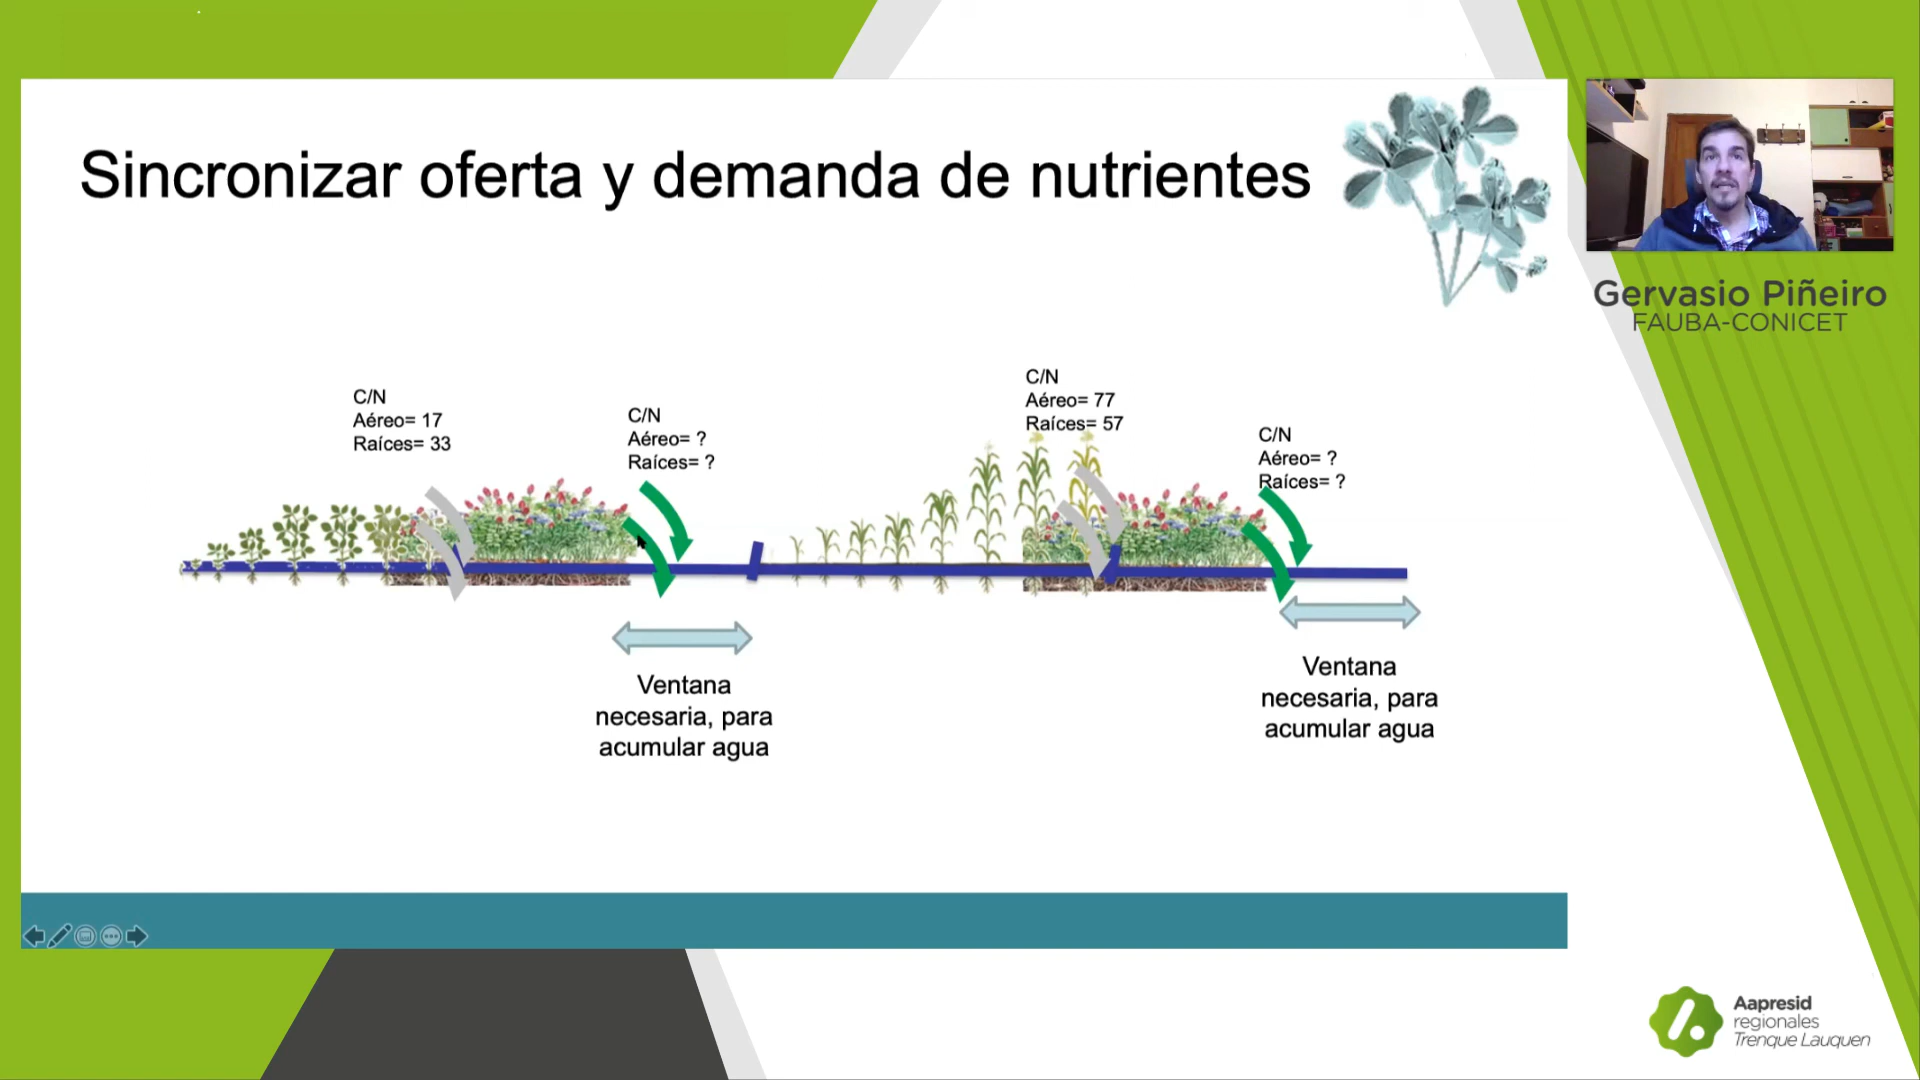 Sincronizar oferta y demanda de nutrientes
Gervasio Piñeiro
FAUBA-CONICET
C/N
Aéreo= 17
Raíces= 33
C/N
Aéreo= ?
Raíces= ?
C/N
Aéreo= 77
Raíces= 57
C/N
Aéreo= ?
Raíces= ?
Ventana
necesaria, para
acumular agua
Ventana
necesaria, para
acumular agua
Aapresid
regionales
Trenque Lauquen